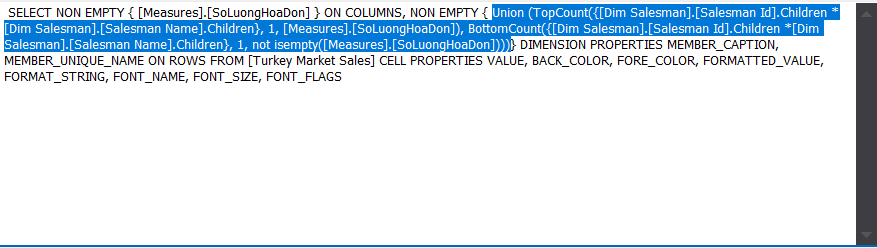 SELECT NON EMPTY { [Measures].[SoLuongHoaDon] } ON COLUMNS, NON EMPTY { Union (TopCount({[Dim Salesman].[Salesman Id].Children *
[Dim Salesman].[Salesman Name].Children}, 1, [Measures].[SoLuongHoaDon]), BottomCount({[Dim Salesman].[Salesman Id].Children *[Dim
Salesman].[Salesman Name].Children}, 1, not isempty([Measures].[SoLuongHoaDon])))} DIMENSION PROPERTIES MEMBER_CAPTION,
MEMBER_UNIQUE_NAME ON ROWS FROM [Turkey Market Sales] CELL PROPERTIES VALUE, BACK_COLOR, FORE_COLOR, FORMATTED_VALUE,
FORMAT_STRING, FONT_NAME, FONT_SIZE, FONT_FLAGS